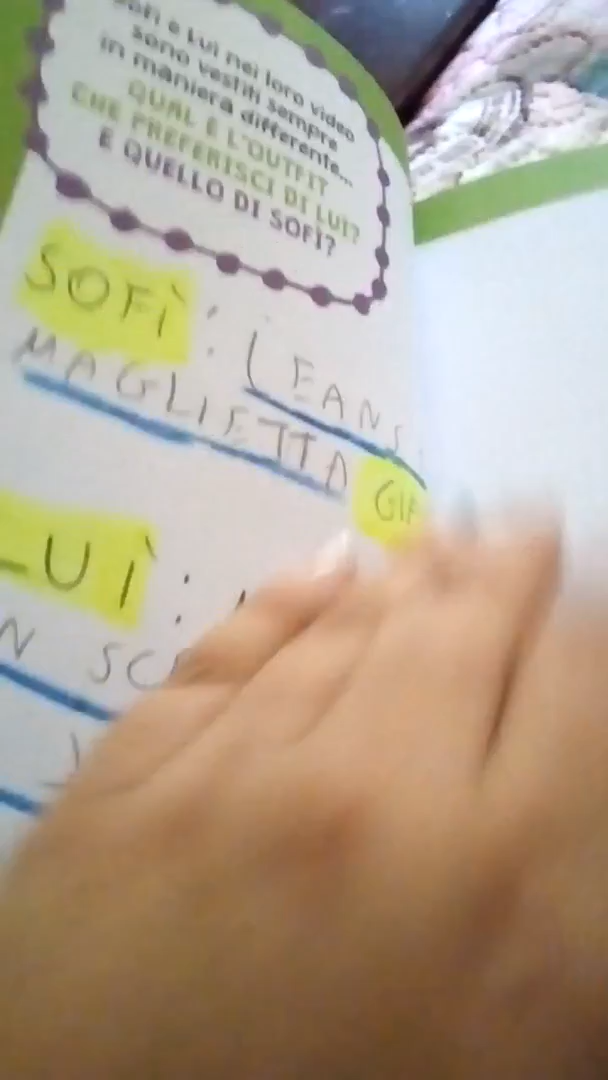 Sofì e Luì nei loro video
sono vestiti sempre
in maniera differente...
QUAL È L'OUTFIT
CHE PREFERISCI DI LUÌ?
E QUELLO DI SOFÌ?
SOFÌ: LEANS
MAGLIETTA
LUÌ: